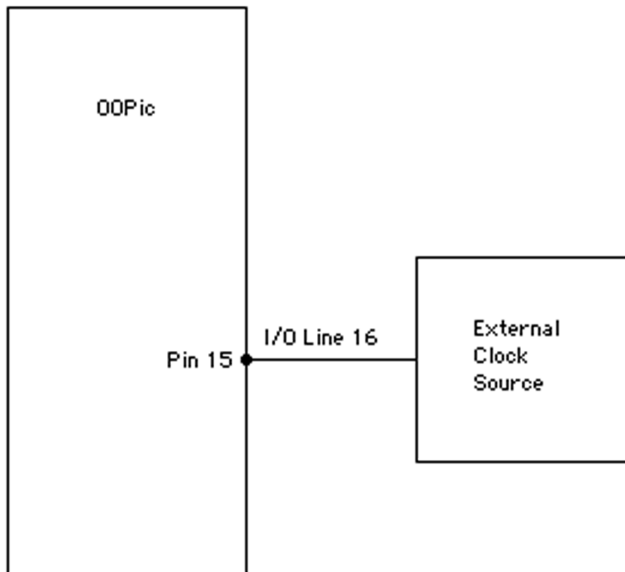 OOPic
I/O Line 16
Pin 15
External
Clock
Source